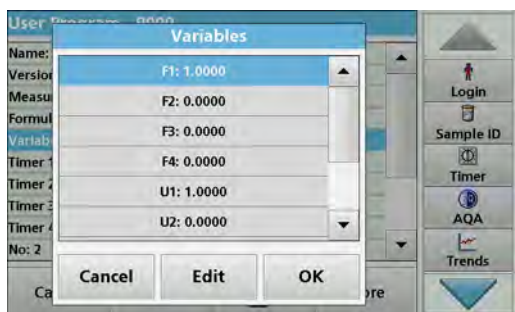 User Program 9000
Variables
Name:
Version
Measu
Formul
Variab
Timer 1
Timer 2
Timer 3
Timer 4
No: 2
F1: 1.0000
F2: 0.0000
F3: 0.0000
F4: 0.0000
U1: 1.0000
U2: 0.0000
Cancel
Edit
OK
Ca
ore
Login
Sample ID
Timer
AQA
Trends